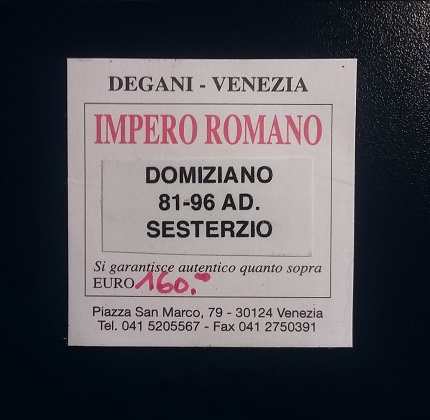 DEGANI - VENEZIA
IMPERO ROMANO
DOMIZIANO
81-96 AD.
SESTERZIO
Si garantisce autentico quanto sopra
EURO 160.-
Piazza San Marco, 79 - 30124 Venezia
Tel. 041 5205567 - Fax 041 2750391